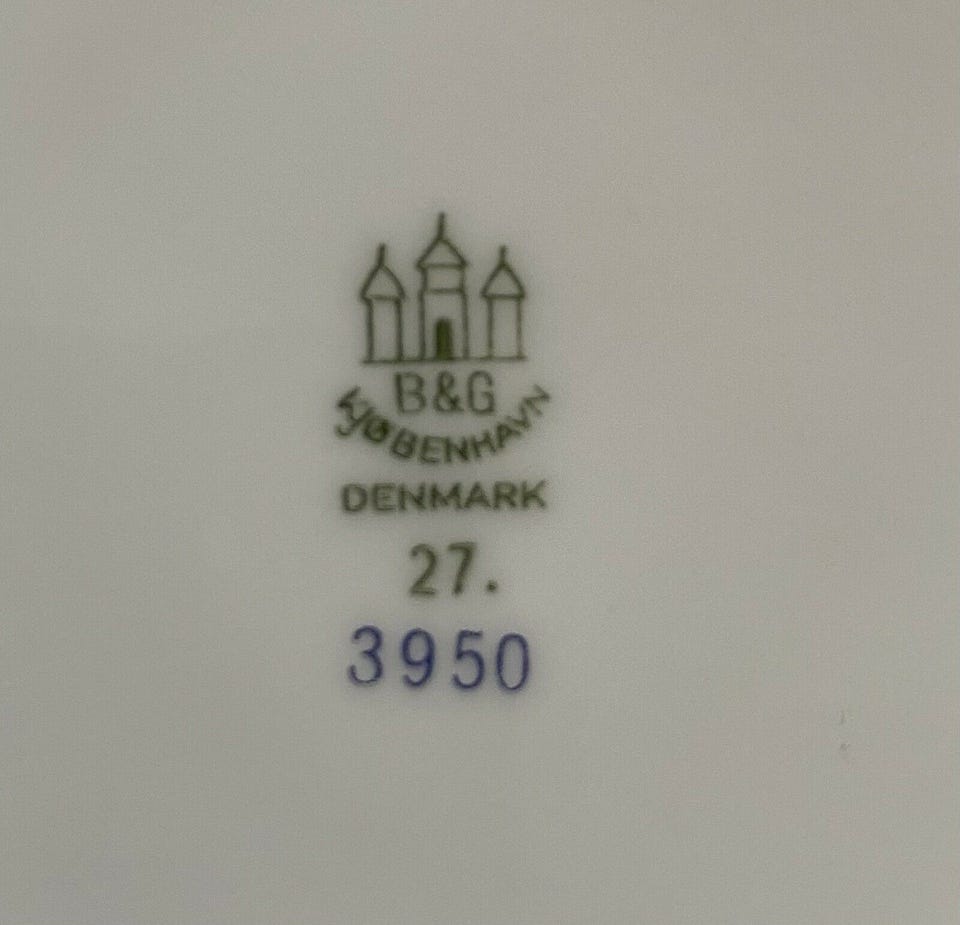 B&G
KJØBENHAVN
DENMARK
27.
3950